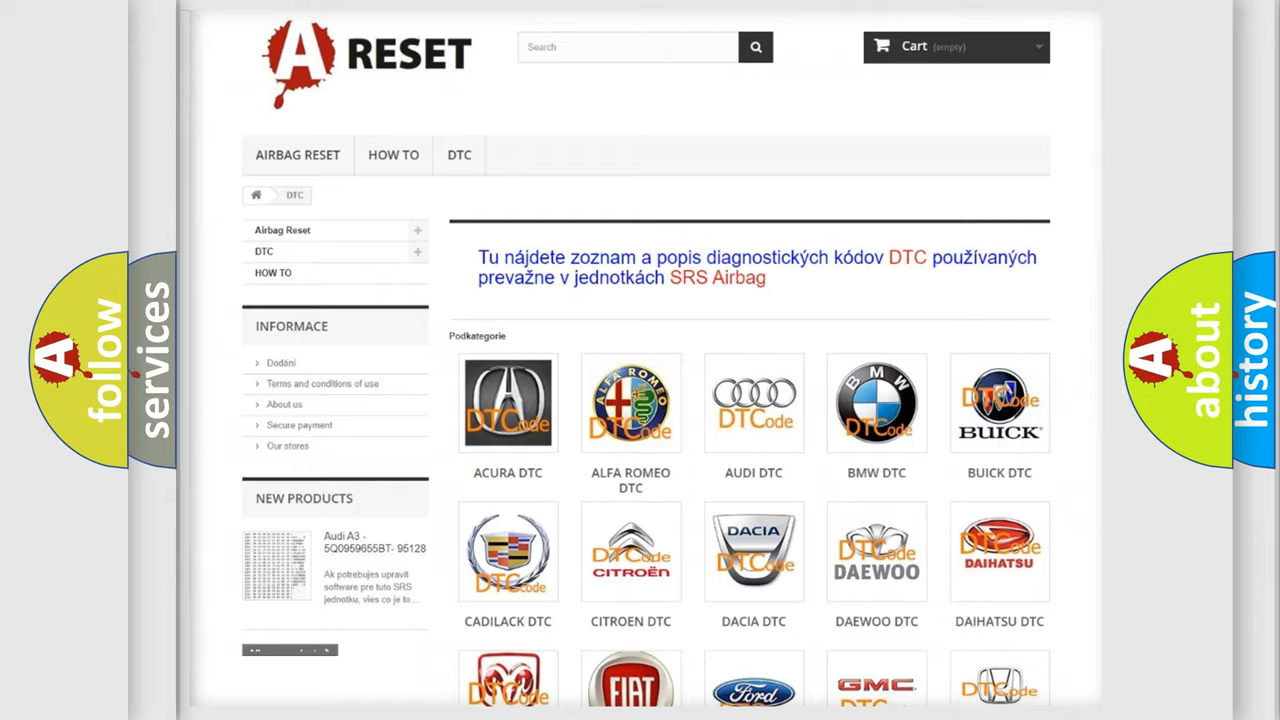 A RESET
Search
Cart (empty)
AIRBAG RESET
HOW TO
DTC
DTC
Airbag Reset
DTC
HOW TO
Tu nájdete zoznam a popis diagnostických kódov DTC používaných
prevažne v jednotkách SRS Airbag
INFORMACE
Dodání
Terms and conditions of use
About us
Secure payment
Our stores
NEW PRODUCTS
Audi A3 -
5Q0959655BT- 95128
Ak potrebujes upravit
software pre tuto SRS
jednotku, vies co je to...
Podkategorie
DTCode
ALFA ROMEO
DTCode
DTCode
BMW
DTCode
DTCode
BUICK
ACURA DTC
ALFA ROMEO
DTC
AUDI DTC
BMW DTC
BUICK DTC
DTCode
DTCode
CITROËN
DACIA
DTCode
DTCode
DAEWOO
DTCode
DAIHATSU
CADILACK DTC
CITROEN DTC
DACIA DTC
DAEWOO DTC
DAIHATSU DTC
DTCode
FIAT
Ford
GMC
DTCode
A follow
services
A about
history